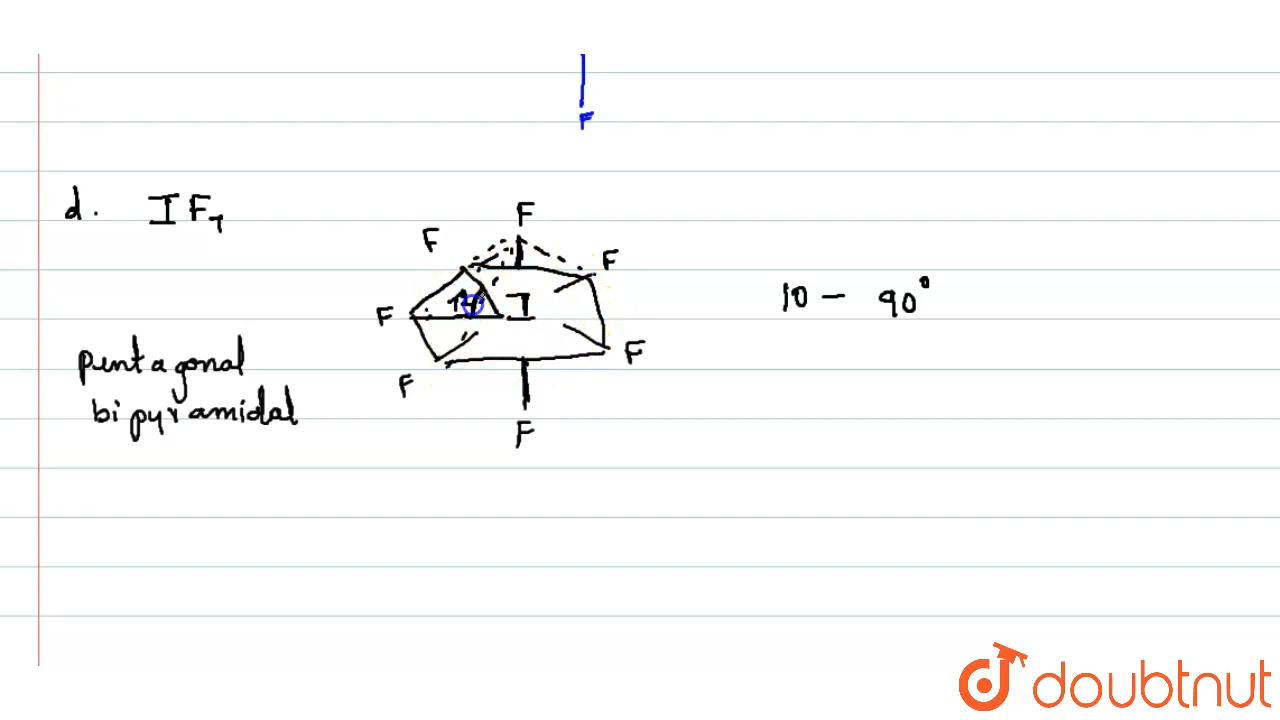 F
d. IF₇
F
F
F
F
I
10 – 90°
F
F
pentagonal
bipyramidal
F
doubtnut